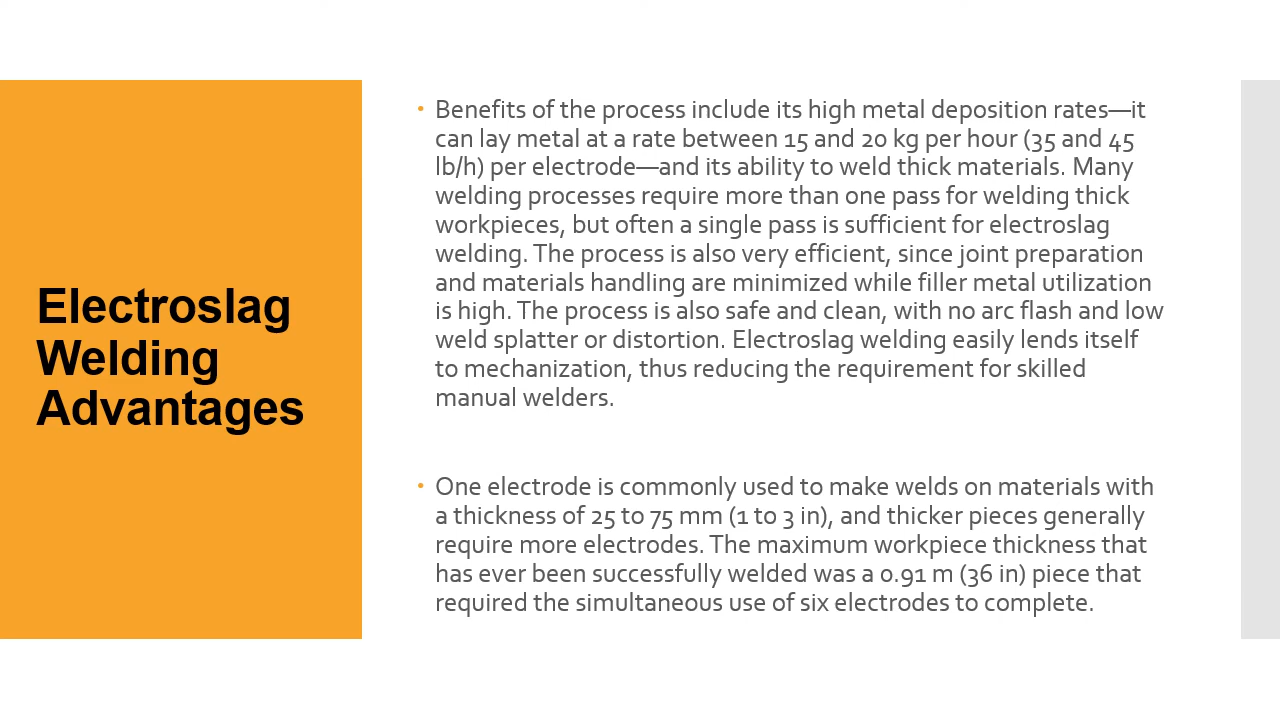 Electroslag
Welding
Advantages
• Benefits of the process include its high metal deposition rates—it
can lay metal at a rate between 15 and 20 kg per hour (35 and 45
lb/h) per electrode—and its ability to weld thick materials. Many
welding processes require more than one pass for welding thick
workpieces, but often a single pass is sufficient for electroslag
welding. The process is also very efficient, since joint preparation
and materials handling are minimized while filler metal utilization
is high. The process is also safe and clean, with no arc flash and low
weld splatter or distortion. Electroslag welding easily lends itself
to mechanization, thus reducing the requirement for skilled
manual welders.
• One electrode is commonly used to make welds on materials with
a thickness of 25 to 75 mm (1 to 3 in), and thicker pieces generally
require more electrodes. The maximum workpiece thickness that
has ever been successfully welded was a 0.91 m (36 in) piece that
required the simultaneous use of six electrodes to complete.